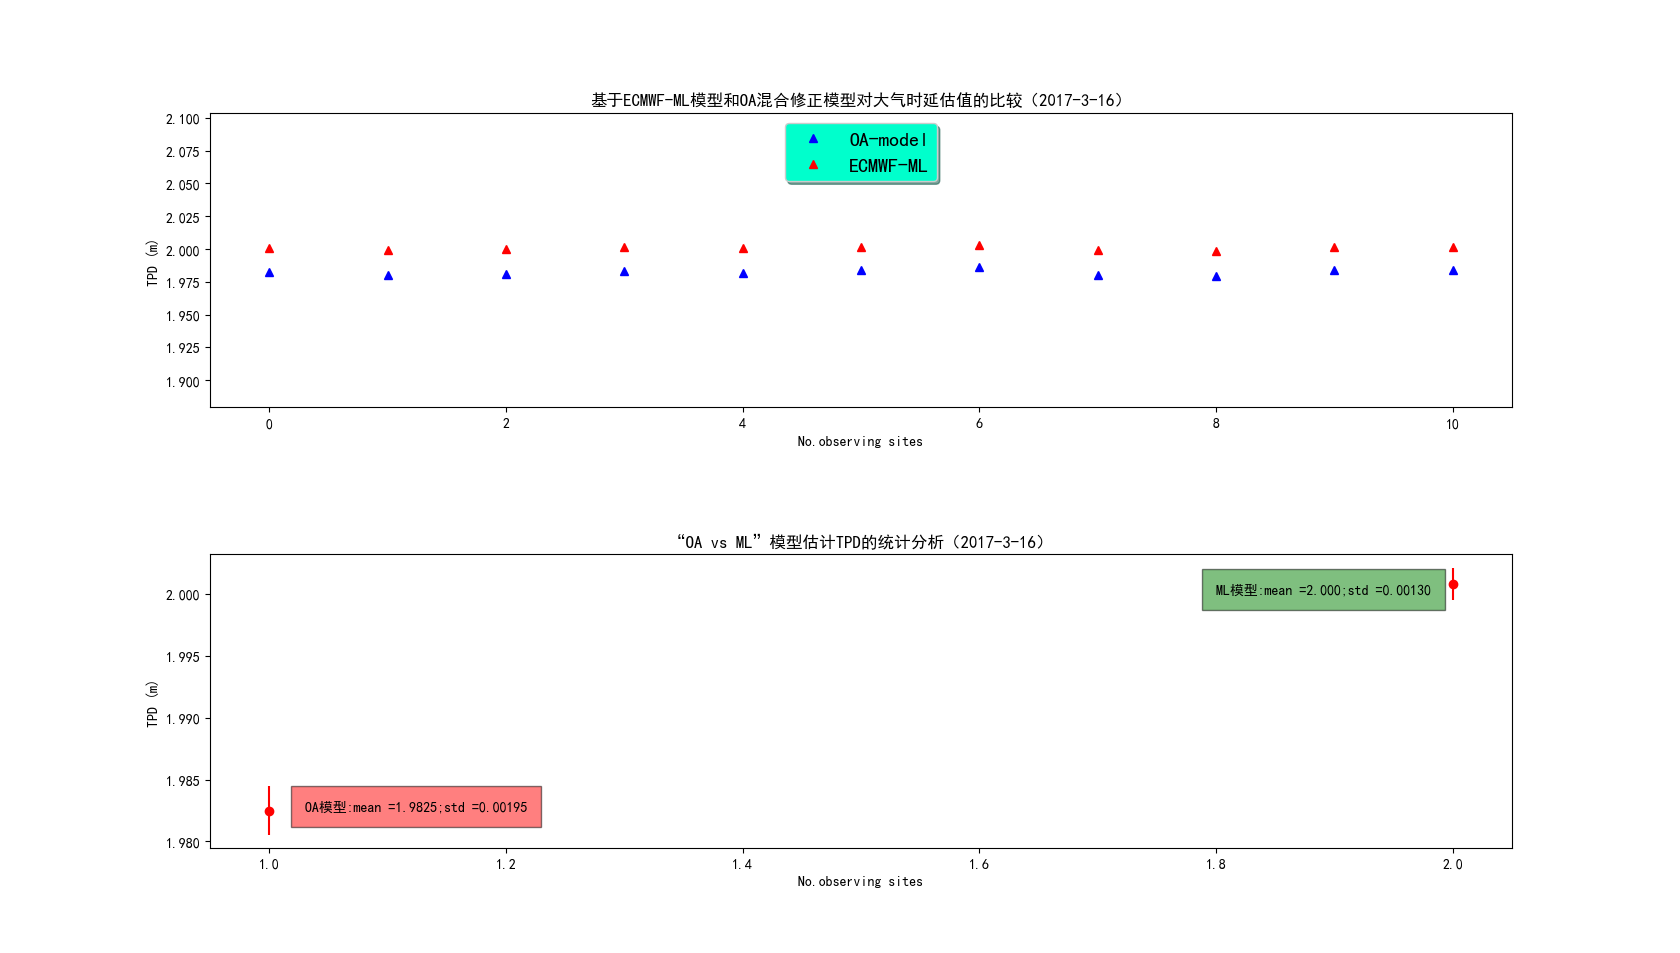 基于ECMWF-ML模型和OA混合修正模型对大气时延估值的比较（2017-3-16）
2.100
2.075
2.050
2.025
2.000
1.975
1.950
1.925
1.900
TPD (m)
OA-model
ECMWF-ML
0 2 4 6 8 10
No.observing sites
“OA vs ML”模型估计TPD的统计分析（2017-3-16）
2.000
1.995
1.990
1.985
1.980
TPD (m)
ML模型:mean =2.000;std =0.00130
OA模型:mean =1.9825;std =0.00195
1.0 1.2 1.4 1.6 1.8 2.0
No.observing sites